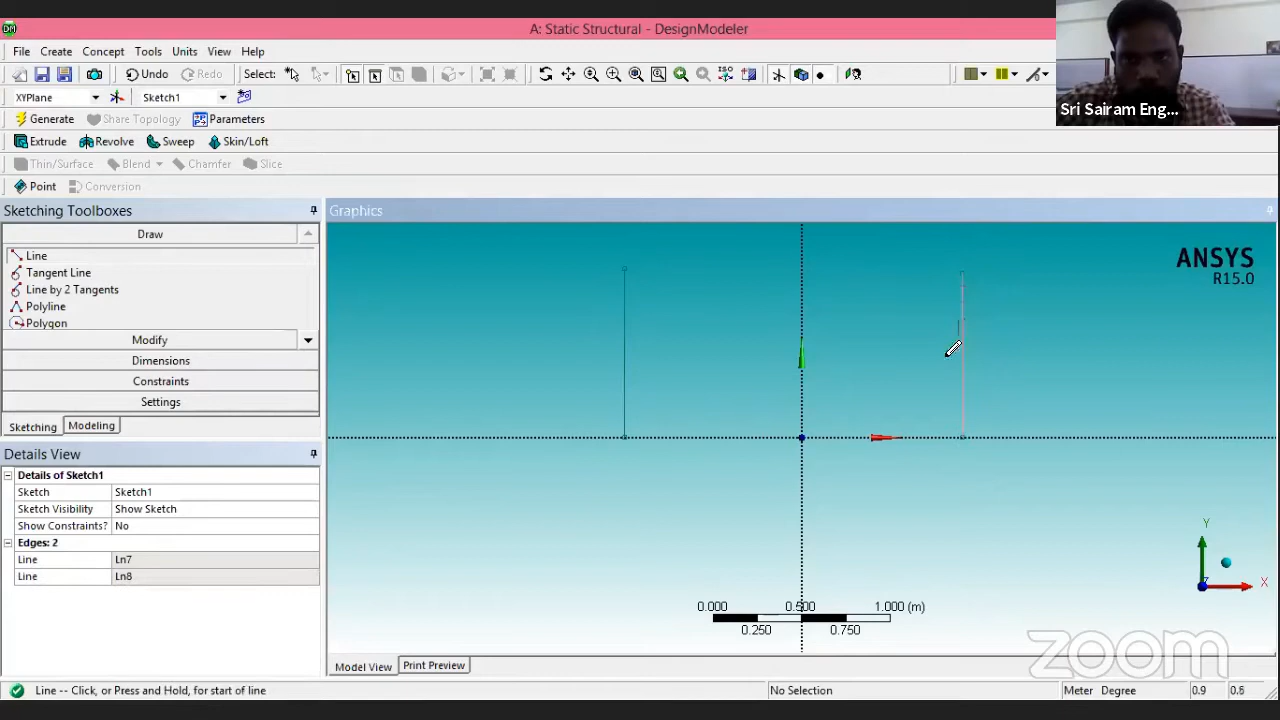 A: Static Structural - DesignModeler
File Create Concept Tools Units View Help
Undo Redo Select: ISO
XYPlane Sketch1
Generate Share Topology Parameters
Extrude Revolve Sweep Skin/Loft
Thin/Surface Blend Chamfer Slice
Point Conversion
Sri Sairam Eng...
Sketching Toolboxes
Draw
Line
Tangent Line
Line by 2 Tangents
Polyline
Polygon
Modify
Dimensions
Constraints
Settings
Sketching Modeling
Details View
Details of Sketch1
Sketch Sketch1
Sketch Visibility Show Sketch
Show Constraints? No
Edges: 2
Line Ln7
Line Ln8
Graphics
ANSYS
R15.0
Y
X
0.000 0.500 1.000 (m)
0.250 0.750
zoom
Model View Print Preview
Line -- Click, or Press and Hold, for start of line No Selection Meter Degree 0.9